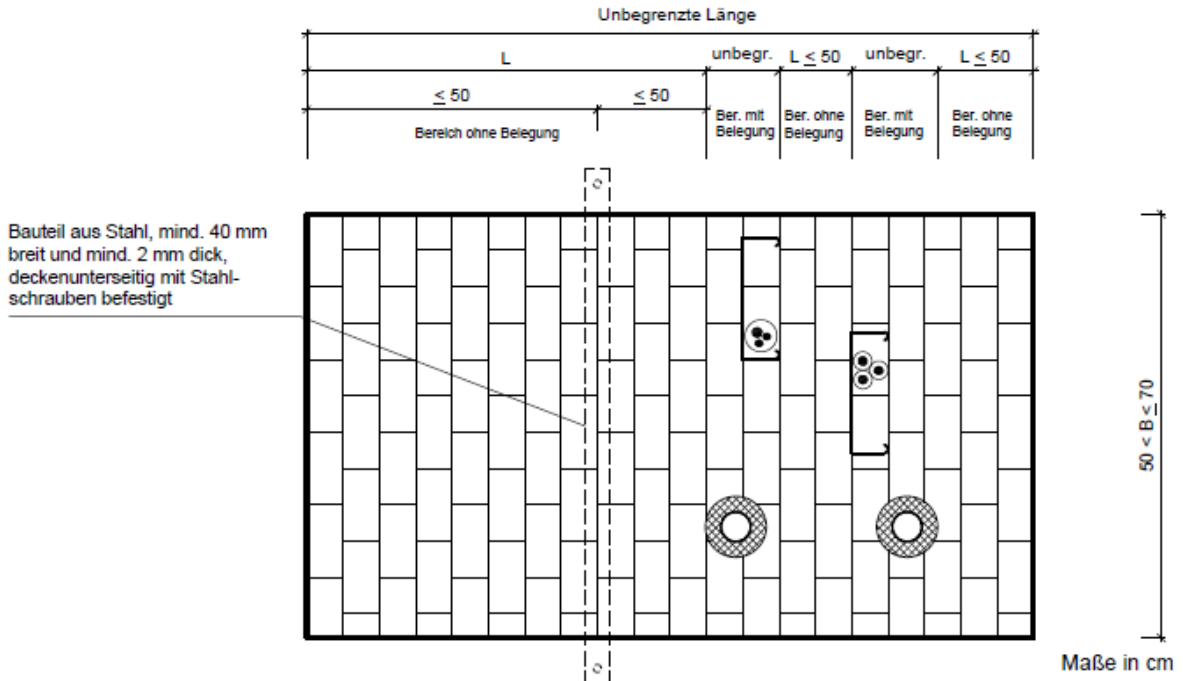 Unbegrenzte Länge
L
unbegr.
L ≤ 50
unbegr.
L ≤ 50
≤ 50
≤ 50
Bereich ohne Belegung
Ber. mit
Belegung
Ber. ohne
Belegung
Ber. mit
Belegung
Ber. ohne
Belegung
Bauteil aus Stahl, mind. 40 mm
breit und mind. 2 mm dick,
deckenunterseitig mit Stahl-
schrauben befestigt
50 < B ≤ 70
Maße in cm